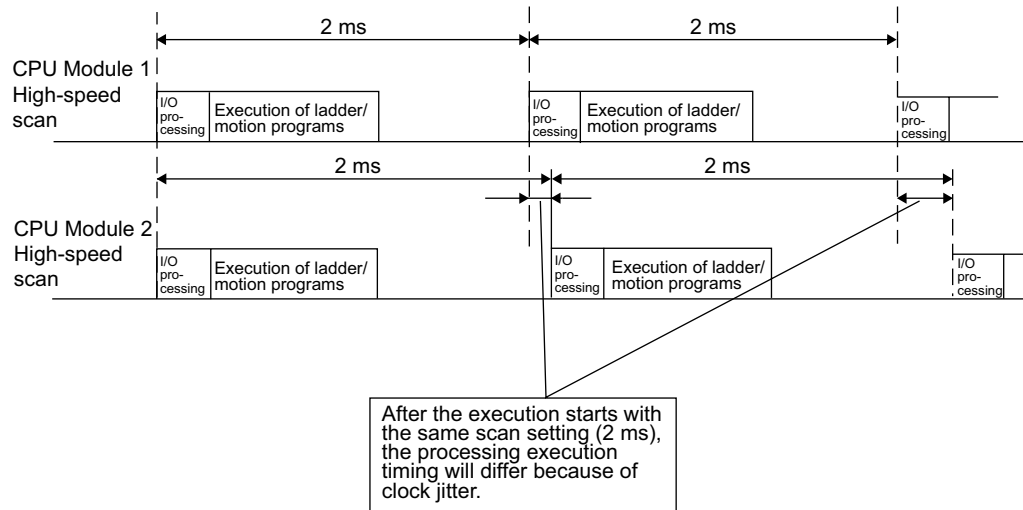 2 ms
2 ms
CPU Module 1
High-speed
scan
I/O
pro-
cessing
Execution of ladder/
motion programs
I/O
pro-
cessing
Execution of ladder/
motion programs
I/O
pro-
cessing
2 ms
2 ms
CPU Module 2
High-speed
scan
I/O
pro-
cessing
Execution of ladder/
motion programs
I/O
pro-
cessing
Execution of ladder/
motion programs
I/O
pro-
cessing
After the execution starts with
the same scan setting (2 ms),
the processing execution
timing will differ because of
clock jitter.